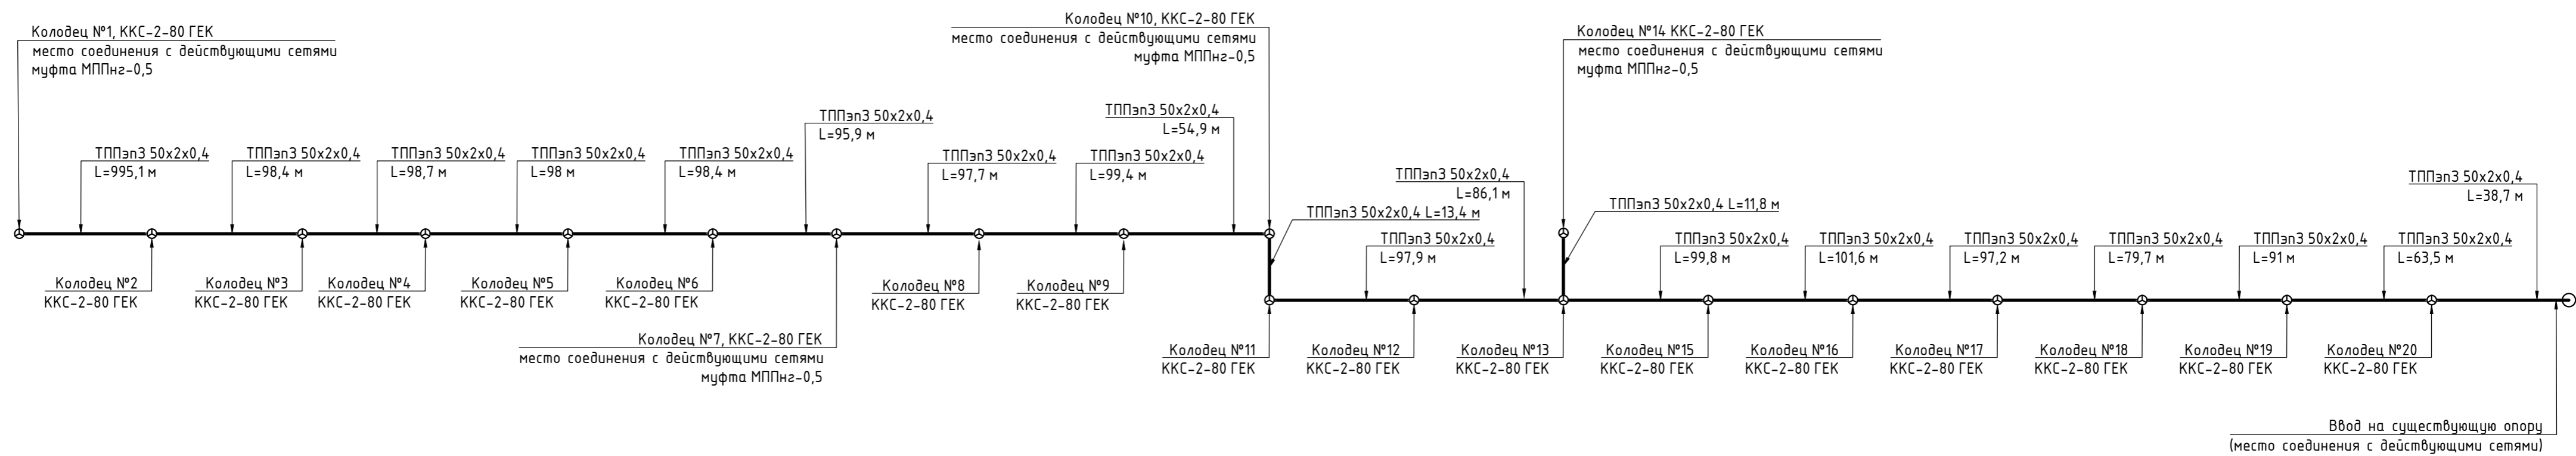 Колодец №1, ККС-2-80 ГЕК
место соединения с действующими сетями
муфта МППнг-0,5
Колодец №10, ККС-2-80 ГЕК
место соединения с действующими сетями
муфта МППнг-0,5
Колодец №14 ККС-2-80 ГЕК
место соединения с действующими сетями
муфта МППнг-0,5
ТППэпЗ 50х2х0,4
L=995,1 м
ТППэпЗ 50х2х0,4
L=98,4 м
ТППэпЗ 50х2х0,4
L=98,7 м
ТППэпЗ 50х2х0,4
L=98 м
ТППэпЗ 50х2х0,4
L=98,4 м
ТППэпЗ 50х2х0,4
L=95,9 м
ТППэпЗ 50х2х0,4
L=97,7 м
ТППэпЗ 50х2х0,4
L=99,4 м
ТППэпЗ 50х2х0,4
L=54,9 м
ТППэпЗ 50х2х0,4 L=13,4 м
ТППэпЗ 50х2х0,4
L=97,9 м
ТППэпЗ 50х2х0,4
L=86,1 м
ТППэпЗ 50х2х0,4 L=11,8 м
ТППэпЗ 50х2х0,4
L=99,8 м
ТППэпЗ 50х2х0,4
L=101,6 м
ТППэпЗ 50х2х0,4
L=97,2 м
ТППэпЗ 50х2х0,4
L=79,7 м
ТППэпЗ 50х2х0,4
L=91 м
ТППэпЗ 50х2х0,4
L=63,5 м
ТППэпЗ 50х2х0,4
L=38,7 м
Колодец №2
ККС-2-80 ГЕК
Колодец №3
ККС-2-80 ГЕК
Колодец №4
ККС-2-80 ГЕК
Колодец №5
ККС-2-80 ГЕК
Колодец №6
ККС-2-80 ГЕК
Колодец №7, ККС-2-80 ГЕК
место соединения с действующими сетями
муфта МППнг-0,5
Колодец №8
ККС-2-80 ГЕК
Колодец №9
ККС-2-80 ГЕК
Колодец №11
ККС-2-80 ГЕК
Колодец №12
ККС-2-80 ГЕК
Колодец №13
ККС-2-80 ГЕК
Колодец №15
ККС-2-80 ГЕК
Колодец №16
ККС-2-80 ГЕК
Колодец №17
ККС-2-80 ГЕК
Колодец №18
ККС-2-80 ГЕК
Колодец №19
ККС-2-80 ГЕК
Колодец №20
ККС-2-80 ГЕК
Ввод на существующую опору
(место соединения с действующими сетями)